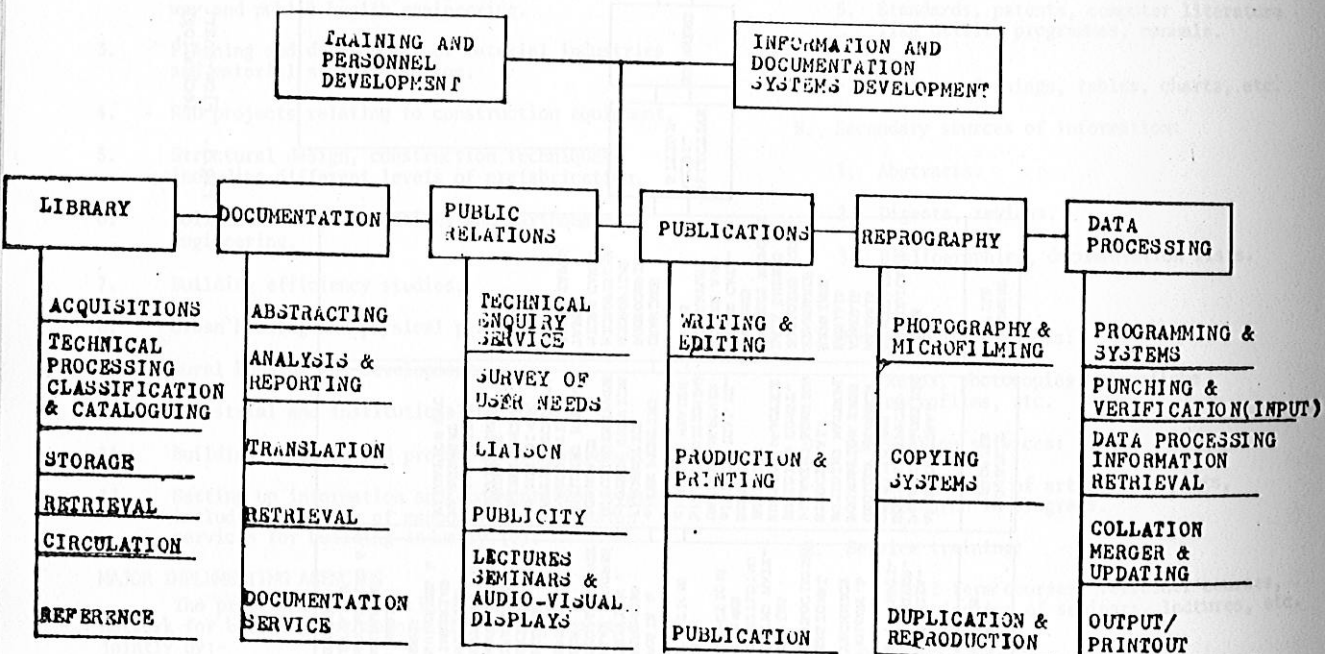 TRAINING AND
PERSONNEL
DEVELOPMENT
INFORMATION AND
DOCUMENTATION
SYSTEMS DEVELOPMENT
LIBRARY
ACQUISITIONS
TECHNICAL
PROCESSING
CLASSIFICATION
& CATALOGUING
STORAGE
RETRIEVAL
CIRCULATION
REFERENCE
DOCUMENTATION
ABSTRACTING
ANALYSIS &
REPORTING
TRANSLATION
RETRIEVAL
DOCUMENTATION
SERVICE
PUBLIC
RELATIONS
TECHNICAL
ENQUIRY
SERVICE
SURVEY OF
USER NEEDS
LIAISON
PUBLICITY
LECTURES
SEMINARS &
AUDIO-VISUAL
DISPLAYS
PUBLICATIONS
WRITING &
EDITING
PRODUCTION &
PRINTING
PUBLICATION
REPROGRAPHY
PHOTOGRAPHY &
MICROFILMING
COPYING
SYSTEMS
DUPLICATION &
REPRODUCTION
DATA
PROCESSING
PROGRAMMING &
SYSTEMS
PUNCHING &
VERIFICATION(INPUT)
DATA PROCESSING
INFORMATION
RETRIEVAL
COLLATION
MERGER &
UPDATING
OUTPUT/
PRINTOUT